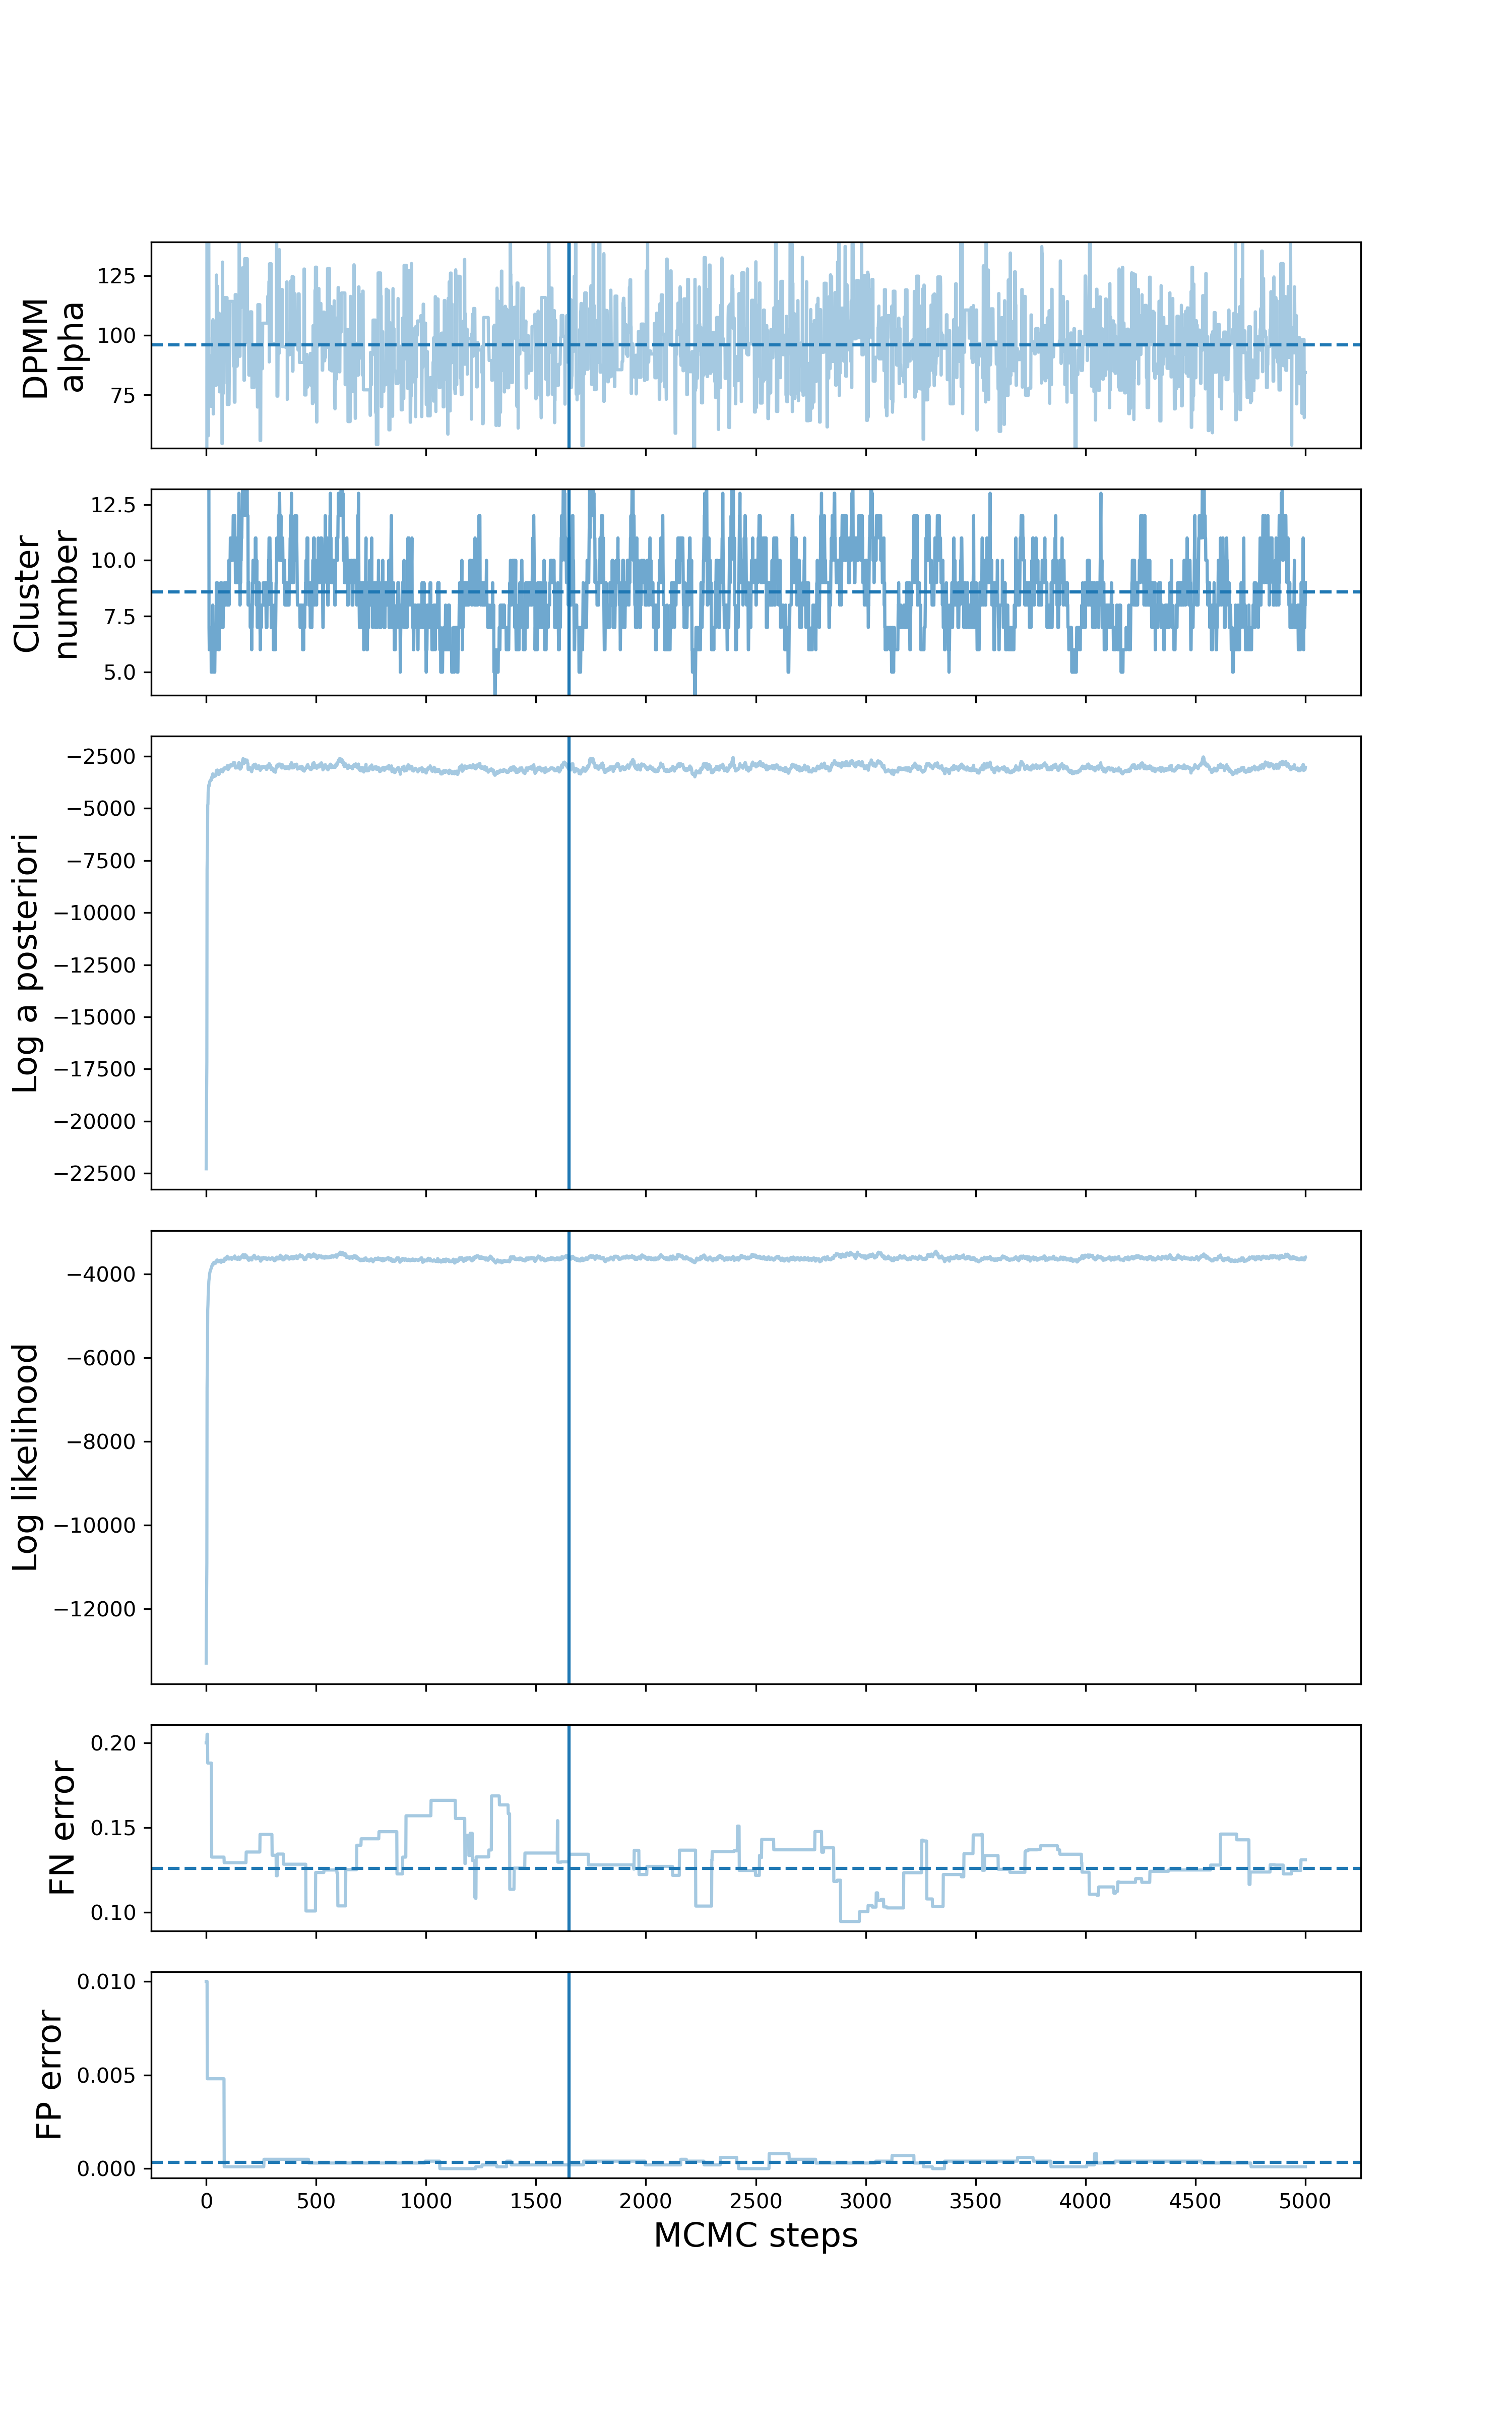 DPMM
alpha
125
100
75
Cluster
number
12.5
10.0
7.5
5.0
Log a posteriori
−2500
−5000
−7500
−10000
−12500
−15000
−17500
−20000
−22500
Log likelihood
−4000
−6000
−8000
−10000
−12000
FN error
0.20
0.15
0.10
FP error
0.010
0.005
0.000
0 500 1000 1500 2000 2500 3000 3500 4000 4500 5000
MCMC steps